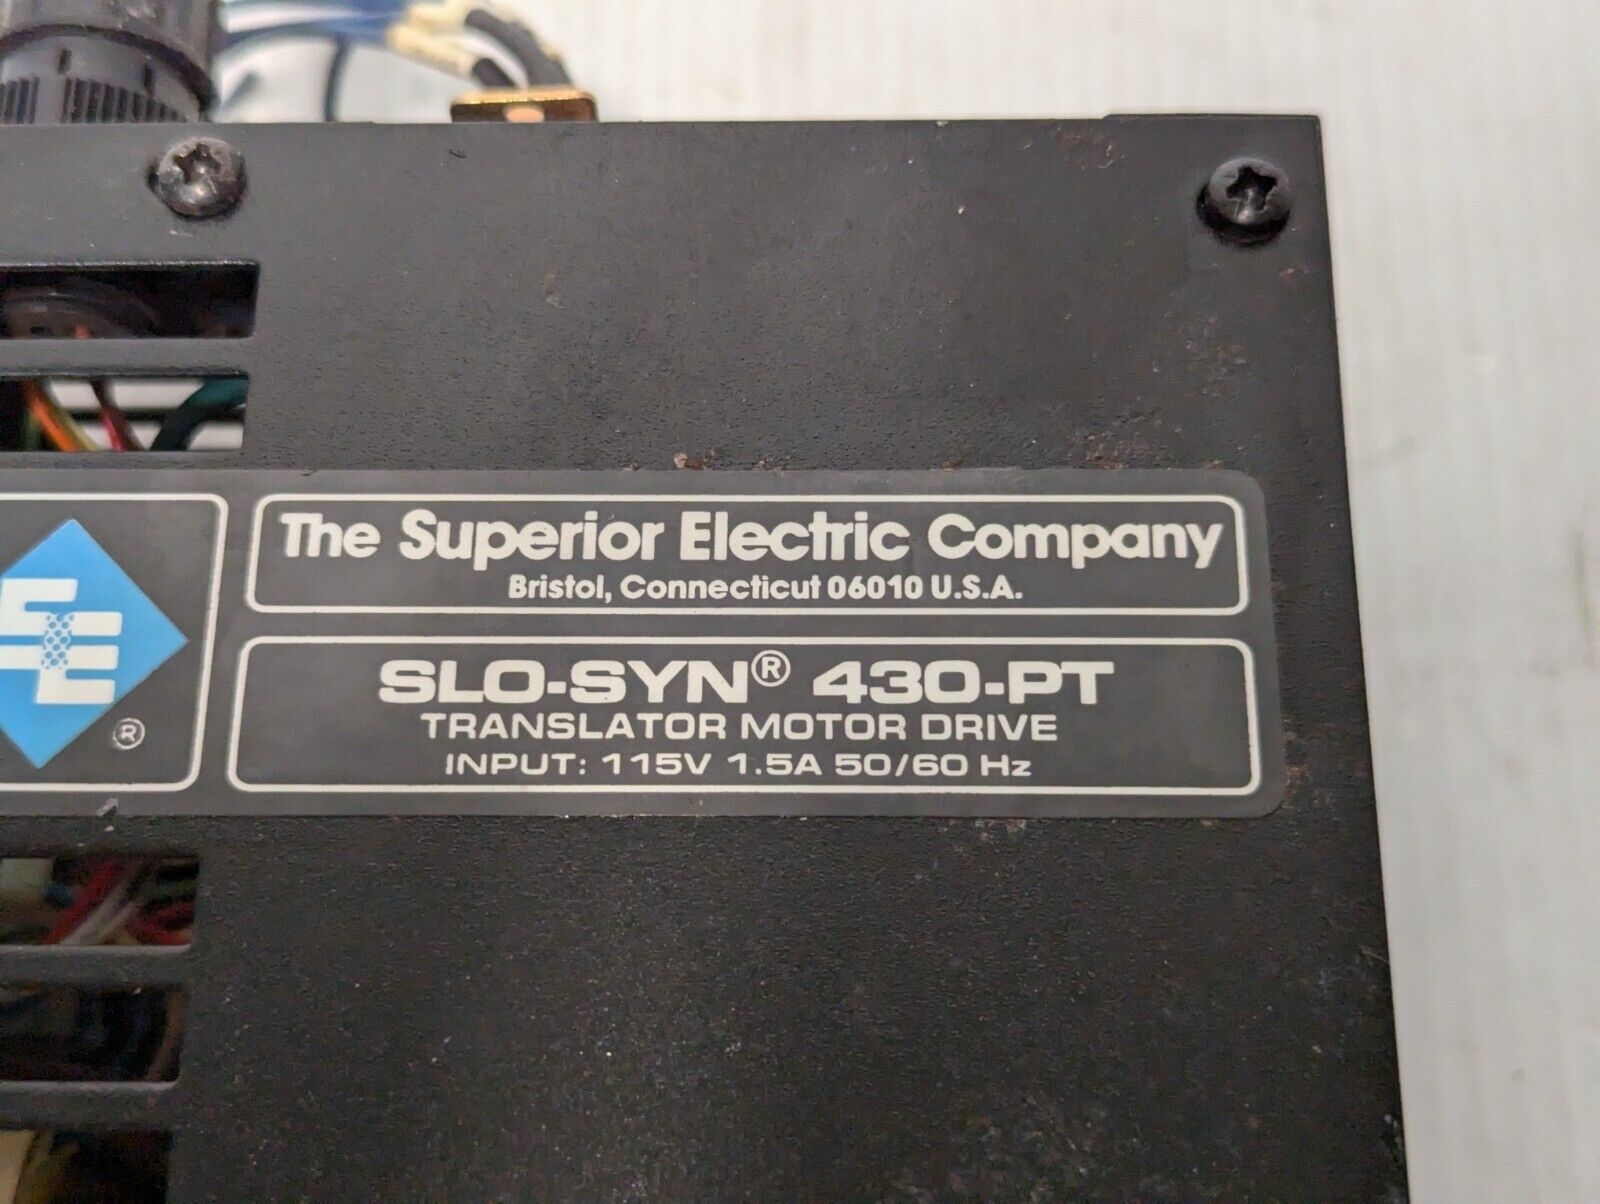 The Superior Electric Company
Bristol, Connecticut 06010 U.S.A.
SE
®
SLO-SYN® 430-PT
TRANSLATOR MOTOR DRIVE
INPUT: 115V 1.5A 50/60 Hz